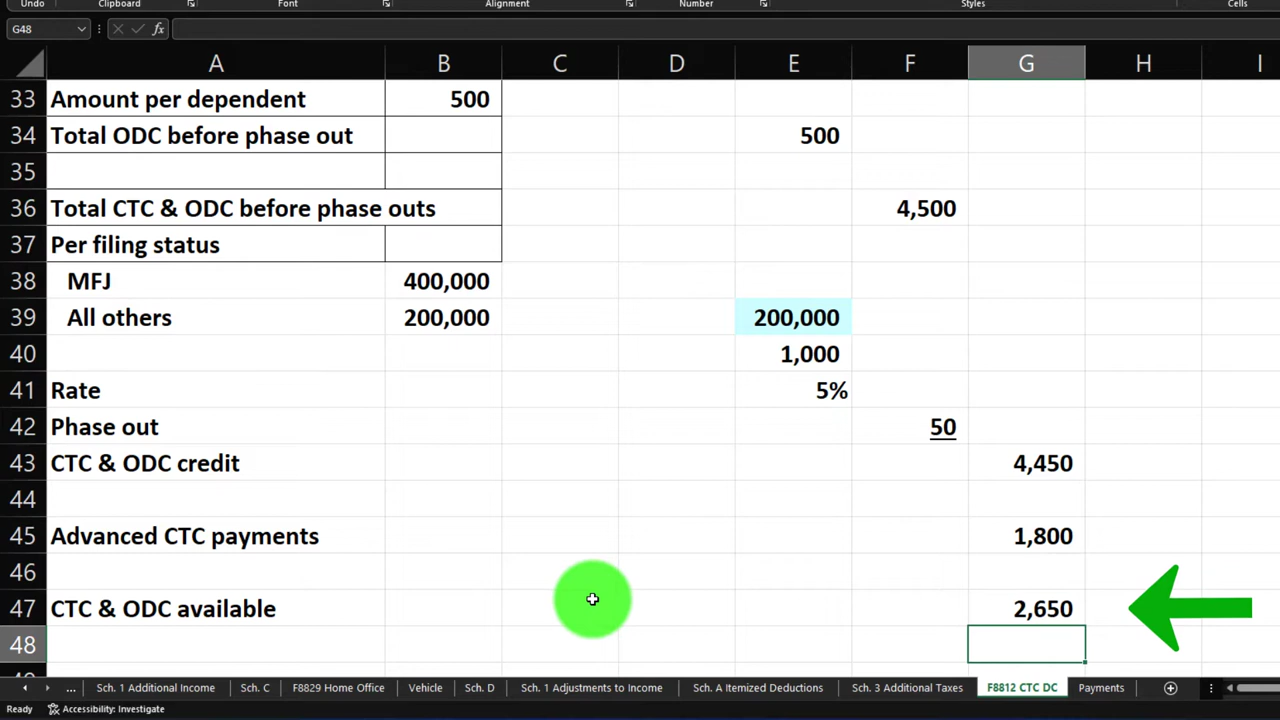 Undo Clipboard Font Alignment Number Styles Cells
G48 fx
A B C D E F G H I
33 Amount per dependent 500
34 Total ODC before phase out 500
35
36 Total CTC & ODC before phase outs 4,500
37 Per filing status
38 MFJ 400,000
39 All others 200,000 200,000
40 1,000
41 Rate 5%
42 Phase out 50
43 CTC & ODC credit 4,450
44
45 Advanced CTC payments 1,800
46
47 CTC & ODC available 2,650
48
... Sch. 1 Additional Income Sch. C F8829 Home Office Vehicle Sch. D Sch. 1 Adjustments to Income Sch. A Itemized Deductions Sch. 3 Additional Taxes F8812 CTC DC Payments
Ready Accessibility: Investigate